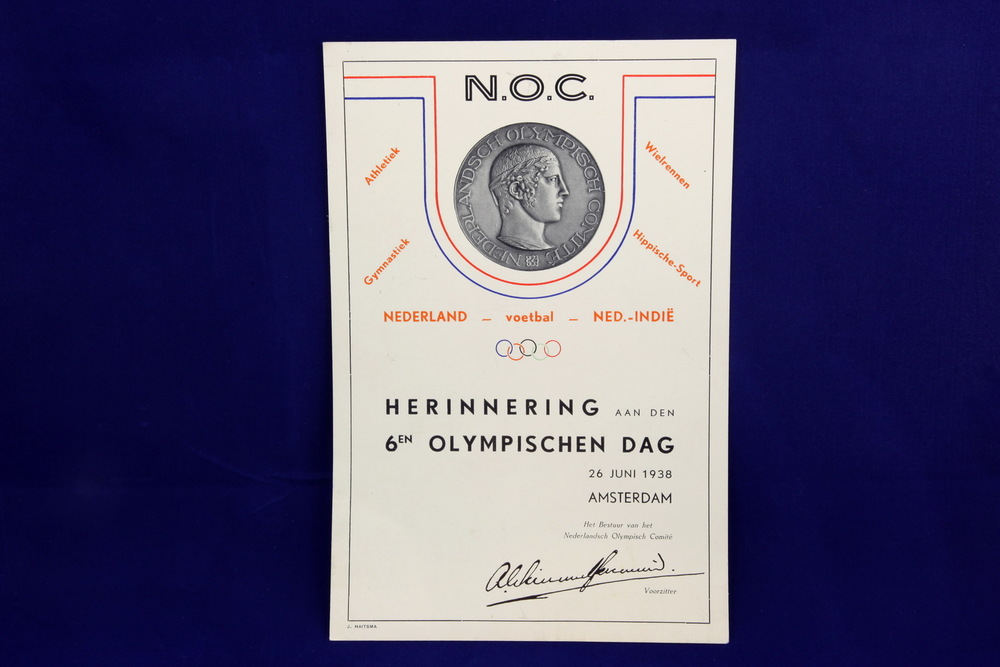 N.O.C.
NEDERLANDSCH OLYMPISCH COMITÉ
Athletiek
Wielrennen
Gymnastiek
Hippische-Sport
NEDERLAND — voetbal — NED.-INDIË
HERINNERING AAN DEN
6EN OLYMPISCHEN DAG
26 JUNI 1938
AMSTERDAM
Het Bestuur van het
Nederlandsch Olympisch Comité
Voorzitter
J. HAITSMA